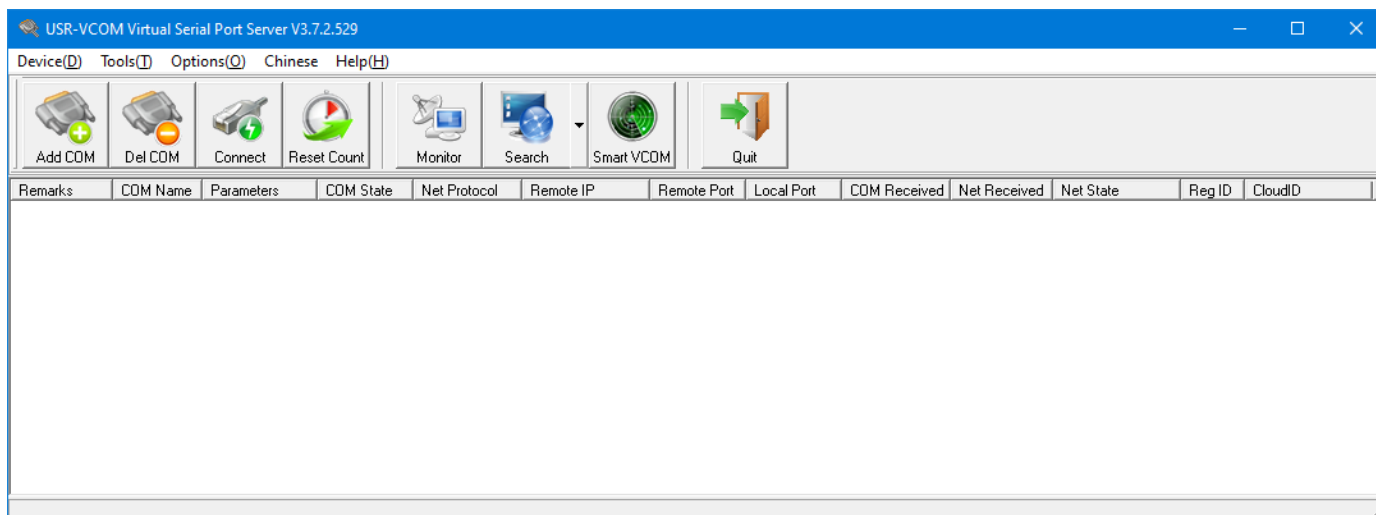 USR-VCOM Virtual Serial Port Server V3.7.2.529
Device(D) Tools(T) Options(O) Chinese Help(H)
Add COM Del COM Connect Reset Count Monitor Search Smart VCOM Quit
Remarks COM Name Parameters COM State Net Protocol Remote IP Remote Port Local Port COM Received Net Received Net State Reg ID CloudID